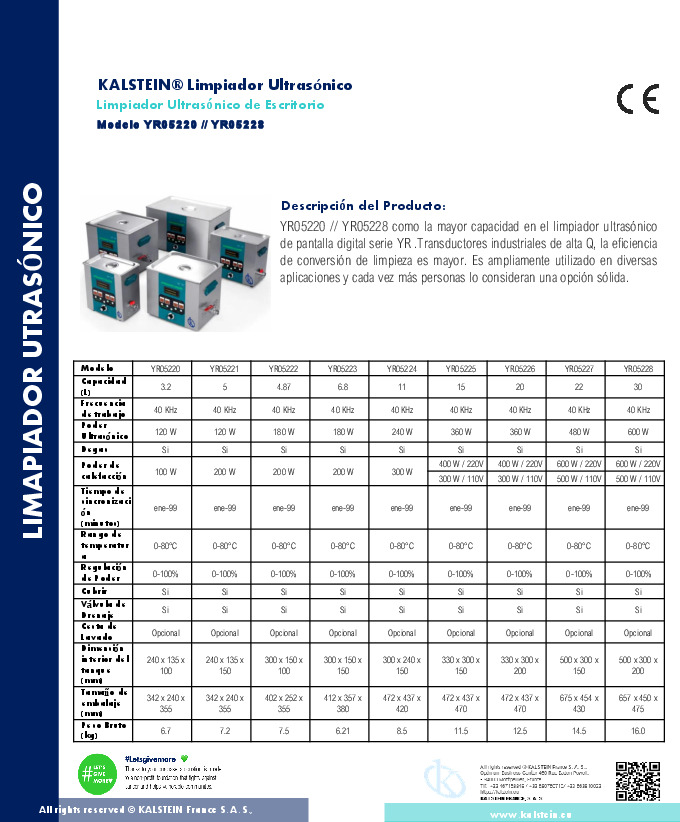 KALSTEIN® Limpiador Ultrasónico
Limpiador Ultrasónico de Escritorio
Modelo YR05220 // YR05228
CE
LIMAPIADOR UTRASÓNICO
Descripción del Producto:
YR05220 // YR05228 como la mayor capacidad en el limpiador ultrasónico
de pantalla digital serie YR .Transductores industriales de alta Q, la eficiencia
de conversión de limpieza es mayor. Es ampliamente utilizado en diversas
aplicaciones y cada vez más personas lo consideran una opción sólida.
Modelo YR05220 YR05221 YR05222 YR05223 YR05224 YR05225 YR05226 YR05227 YR05228
Capacidad (L) 3.2 5 4.87 6.8 11 15 20 22 30
Frecuencia de trabajo 40 KHz 40 KHz 40 KHz 40 KHz 40 KHz 40 KHz 40 KHz 40 KHz 40 KHz
Poder Ultrasónico 120 W 120 W 180 W 180 W 240 W 360 W 360 W 480 W 600 W
Degas Si Si Si Si Si Si Si Si Si
Poder de calefacción 100 W 200 W 200 W 200 W 300 W 400 W / 220V 400 W / 220V 600 W / 220V 600 W / 220V
300 W / 110V 300 W / 110V 500 W / 110V 500 W / 110V
Tiempo de sincronización (minutos) ene-99 ene-99 ene-99 ene-99 ene-99 ene-99 ene-99 ene-99 ene-99
Rango de temperatura 0-80°C 0-80°C 0-80°C 0-80°C 0-80°C 0-80°C 0-80°C 0-80°C 0-80°C
Regulación de Poder 0-100% 0-100% 0-100% 0-100% 0-100% 0-100% 0-100% 0-100% 0-100%
Cubrir Si Si Si Si Si Si Si Si Si
Válvula de Drenaje Si Si Si Si Si Si Si Si Si
Cesta de Lavado Opcional Opcional Opcional Opcional Opcional Opcional Opcional Opcional Opcional
Dimensión interior del tanque (mm) 240 x 135 x 100 240 x 135 x 150 300 x 150 x 100 300 x 150 x 150 300 x 240 x 150 330 x 300 x 150 330 x 300 x 200 500 x 300 x 150 500 x 300 x 200
Tamaño de embalaje (mm) 342 x 240 x 355 342 x 240 x 355 402 x 252 x 355 412 x 357 x 380 472 x 437 x 420 472 x 437 x 470 472 x 437 x 470 675 x 454 x 430 657 x 450 x 475
Peso Bruto (kg) 6.7 7.2 7.5 6.21 8.5 11.5 12.5 14.5 16.0
# LET'S GIVE MORE!
#Letsgivemore
All rights reserved © KALSTEIN France S. A. S.,
KALSTEIN FRANCE, S. A. S
All rights reserved © KALSTEIN France S. A. S.,
www.kalstein.co